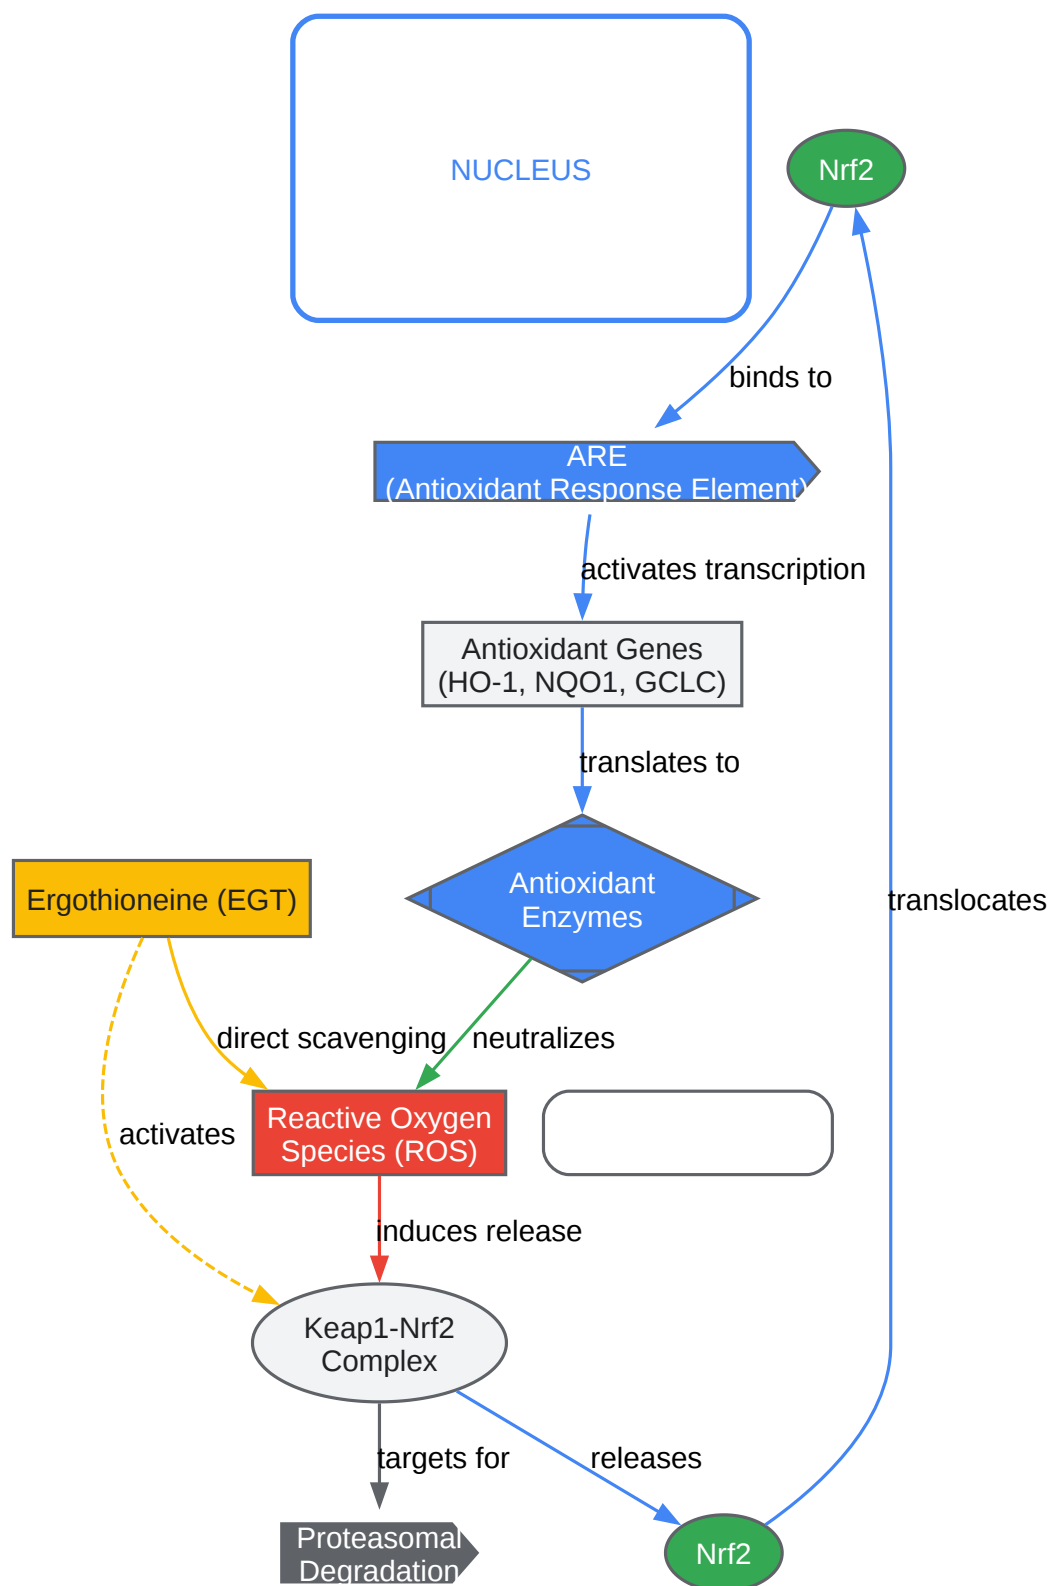 NUCLEUS
Nrf2
binds to
ARE
(Antioxidant Response Element)
activates transcription
Antioxidant Genes
(HO-1, NQO1, GCLC)
translates to
Antioxidant
Enzymes
Ergothioneine (EGT)
translocates
direct scavenging
neutralizes
Reactive Oxygen
Species (ROS)
activates
induces release
Keap1-Nrf2
Complex
targets for
releases
Proteasomal
Degradation
Nrf2